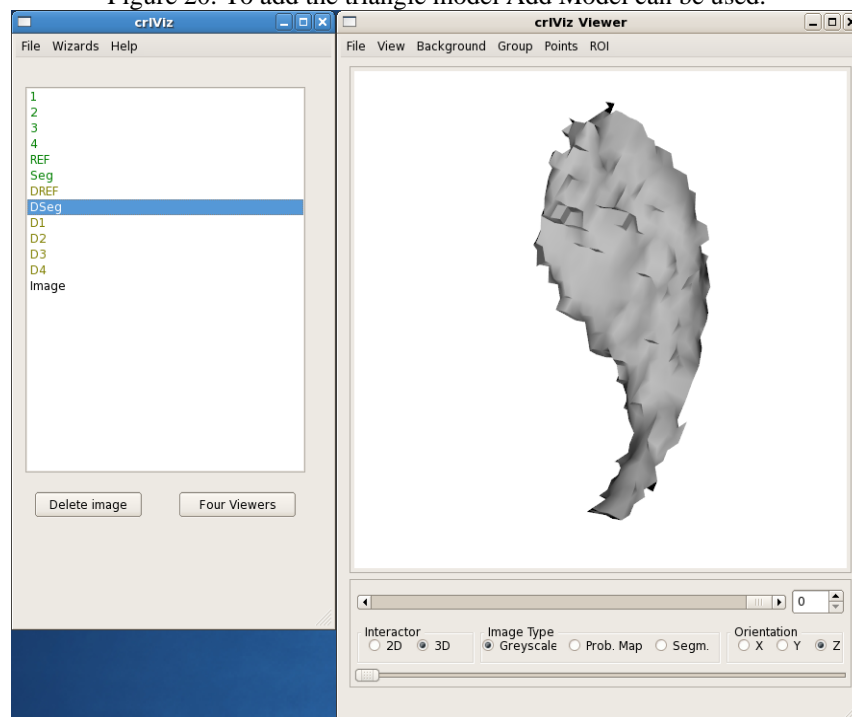 Figure 20: To add the triangle model Add Model can be used.
crlViz
File Wizards Help
1
2
3
4
REF
Seg
DREF
DSeg
D1
D2
D3
D4
Image
Delete image
Four Viewers
crlViz Viewer
File View Background Group Points ROI
0
Interactor
2D 3D
Image Type
Greyscale Prob. Map Segm.
Orientation
X Y Z